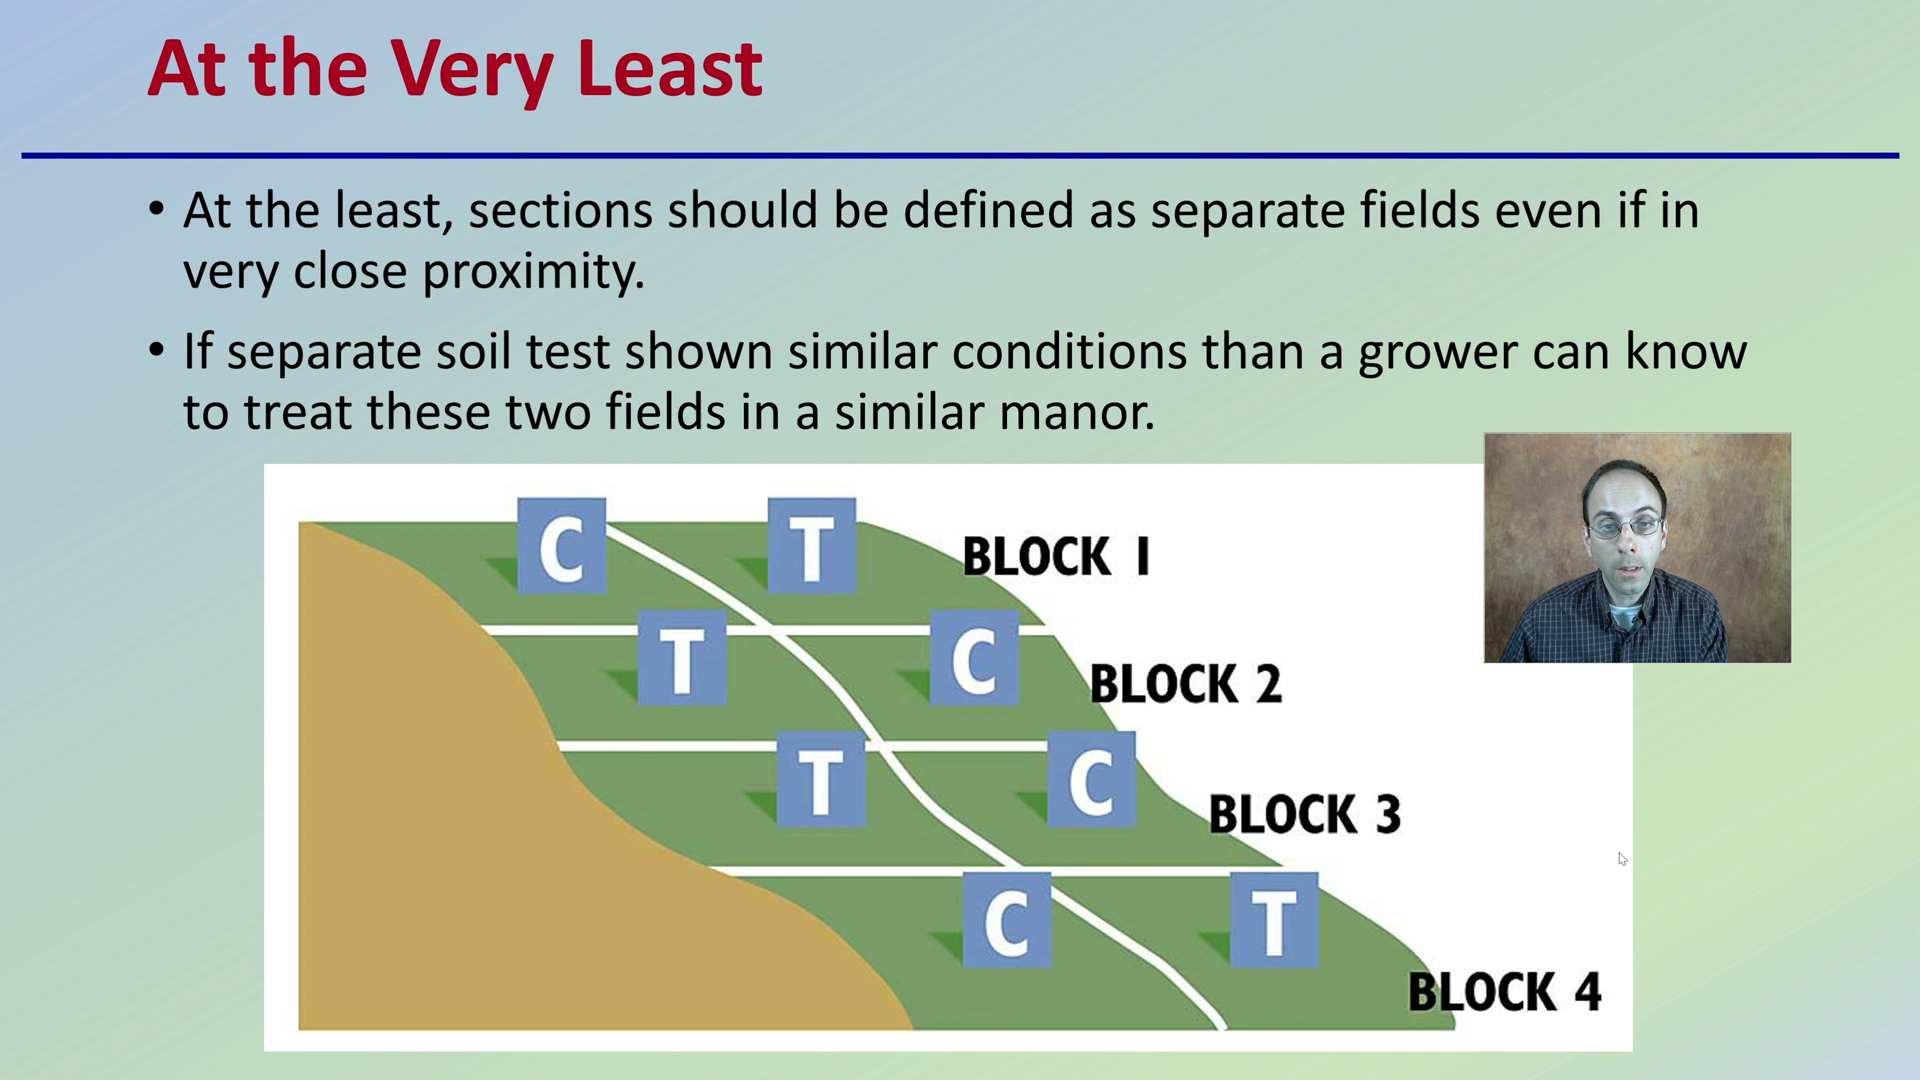 At the Very Least
• At the least, sections should be defined as separate fields even if in
very close proximity.
• If separate soil test shown similar conditions than a grower can know
to treat these two fields in a similar manor.
C T BLOCK 1
T C BLOCK 2
T C BLOCK 3
C T BLOCK 4